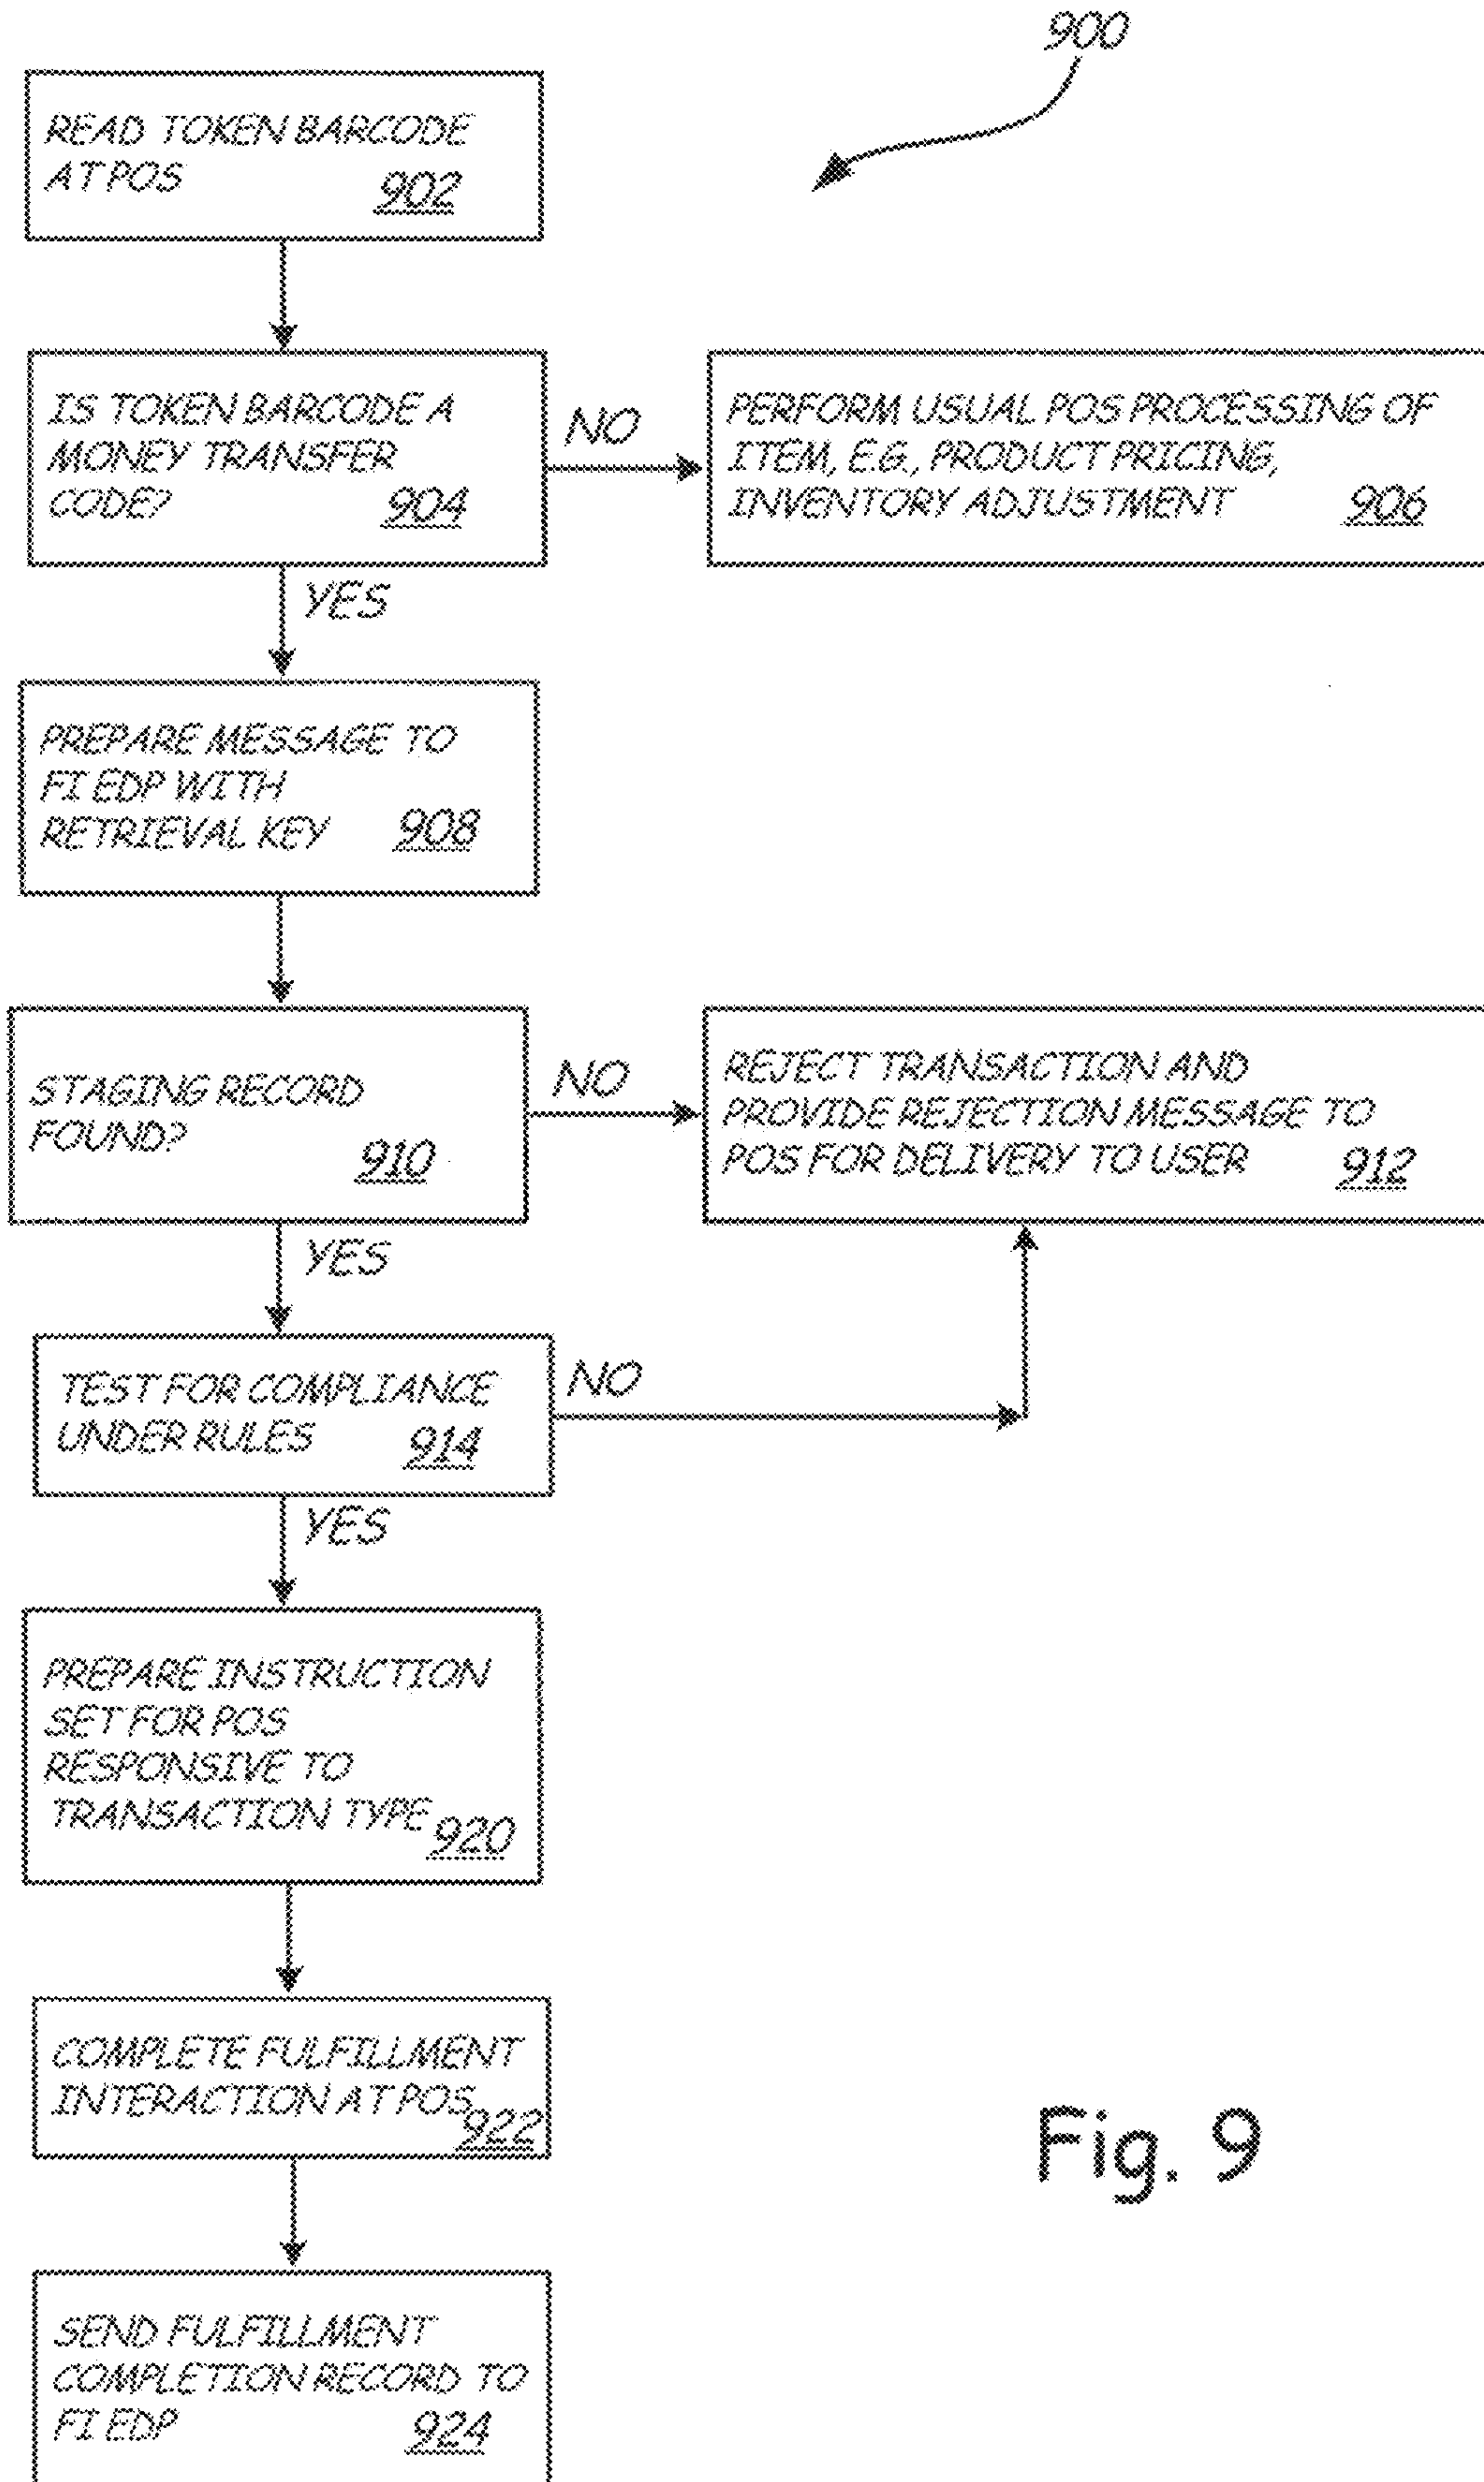 900
READ TOKEN BARCODE
AT POS 902
IS TOKEN BARCODE A
MONEY TRANSFER
CODE? 904
NO
PERFORM USUAL POS PROCESSING OF
ITEM, E.G., PRODUCT PRICING,
INVENTORY ADJUSTMENT 906
YES
PREPARE MESSAGE TO
FI EDP WITH
RETRIEVAL KEY 908
STAGING RECORD
FOUND? 910
NO
REJECT TRANSACTION AND
PROVIDE REJECTION MESSAGE TO
POS FOR DELIVERY TO USER 912
YES
TEST FOR COMPLIANCE
UNDER RULES 914
NO
YES
PREPARE INSTRUCTION
SET FOR POS
RESPONSIVE TO
TRANSACTION TYPE 920
COMPLETE FULFILLMENT
INTERACTION AT POS 922
SEND FULFILLMENT
COMPLETION RECORD TO
FI EDP 924
Fig. 9